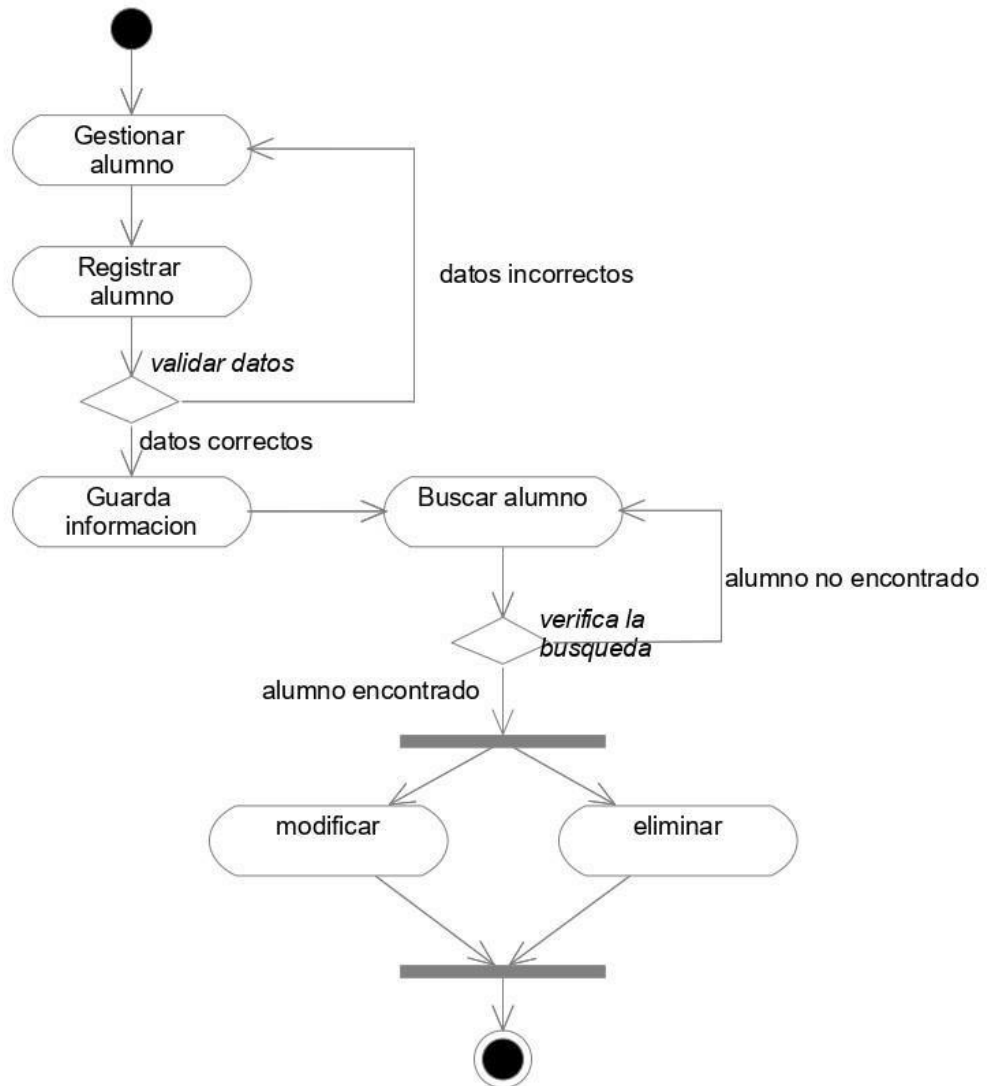 Gestionar
alumno
Registrar
alumno
datos incorrectos
validar datos
datos correctos
Guarda
informacion
Buscar alumno
alumno no encontrado
verifica la
busqueda
alumno encontrado
modificar
eliminar